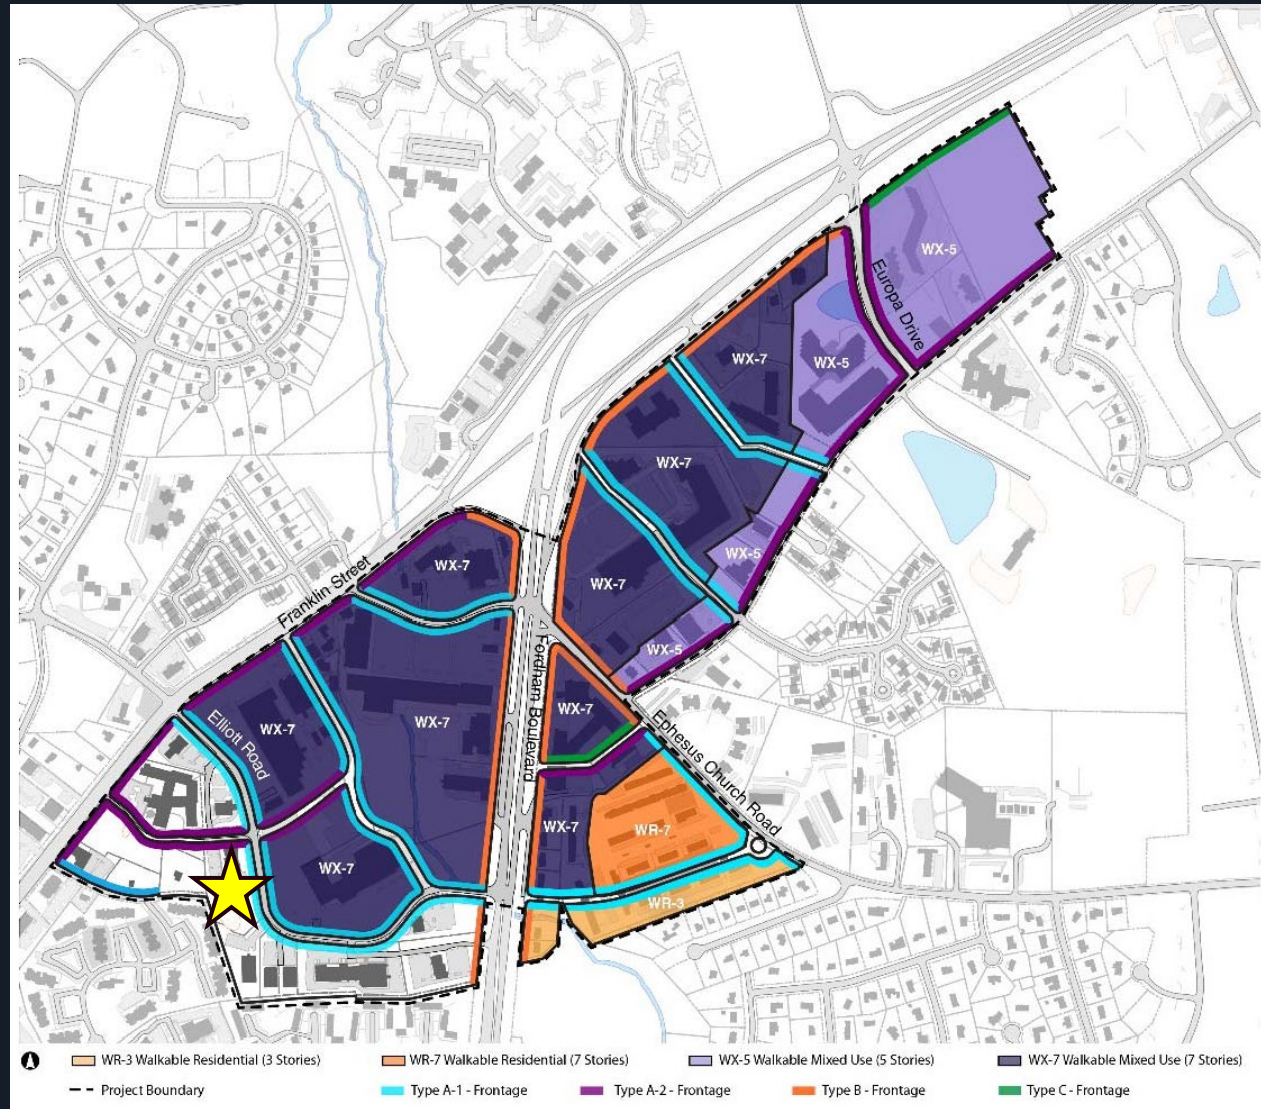 WX-5
Europa Drive
WX-7
WX-5
WX-7
WX-5
WX-7
Franklin Street
WX-7
WX-5
Fordham Boulevard
WX-7
Ephesus Church Road
Elliott Road
WX-7
WX-7
WX-7
WR-7
WX-7
WR-3
WR-3 Walkable Residential (3 Stories)
WR-7 Walkable Residential (7 Stories)
WX-5 Walkable Mixed Use (5 Stories)
WX-7 Walkable Mixed Use (7 Stories)
Project Boundary
Type A-1 - Frontage
Type A-2 - Frontage
Type B - Frontage
Type C - Frontage